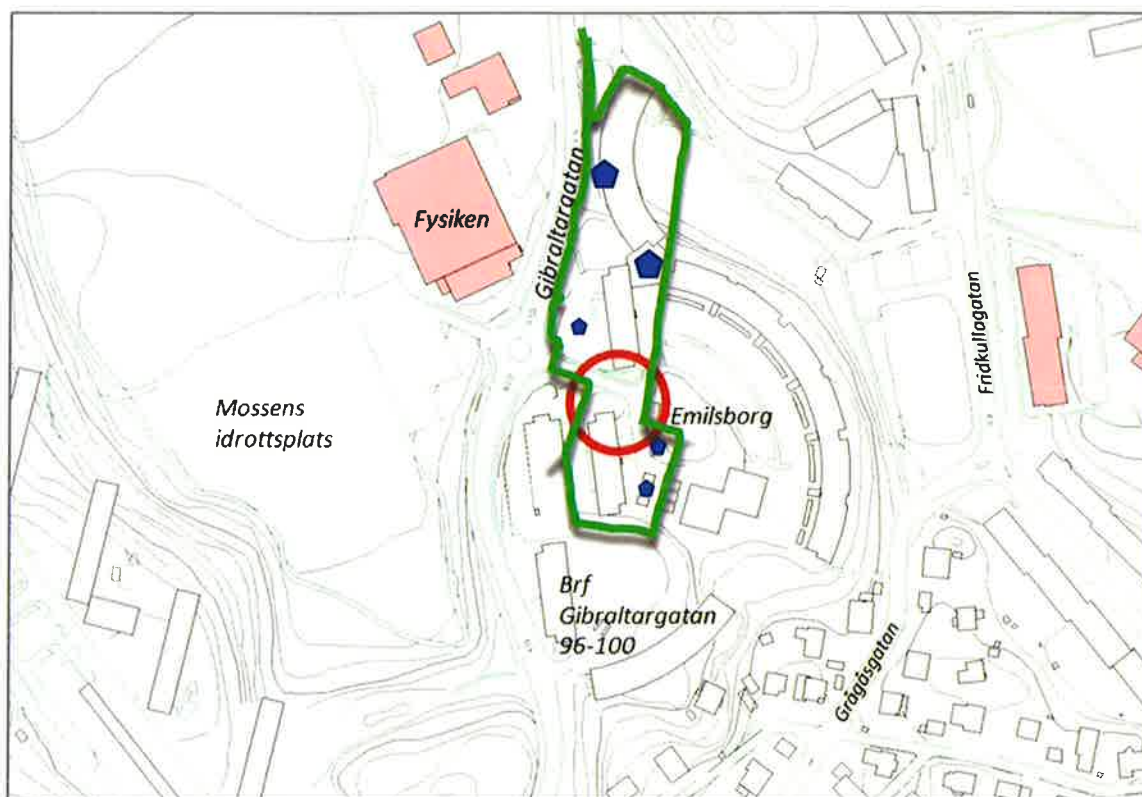 Gibraltargatan
Fysiken
Fridkullagatan
Mossens
idrottsplats
Emilsborg
Brf
Gibraltargatan
96-100
Grågåsgatan